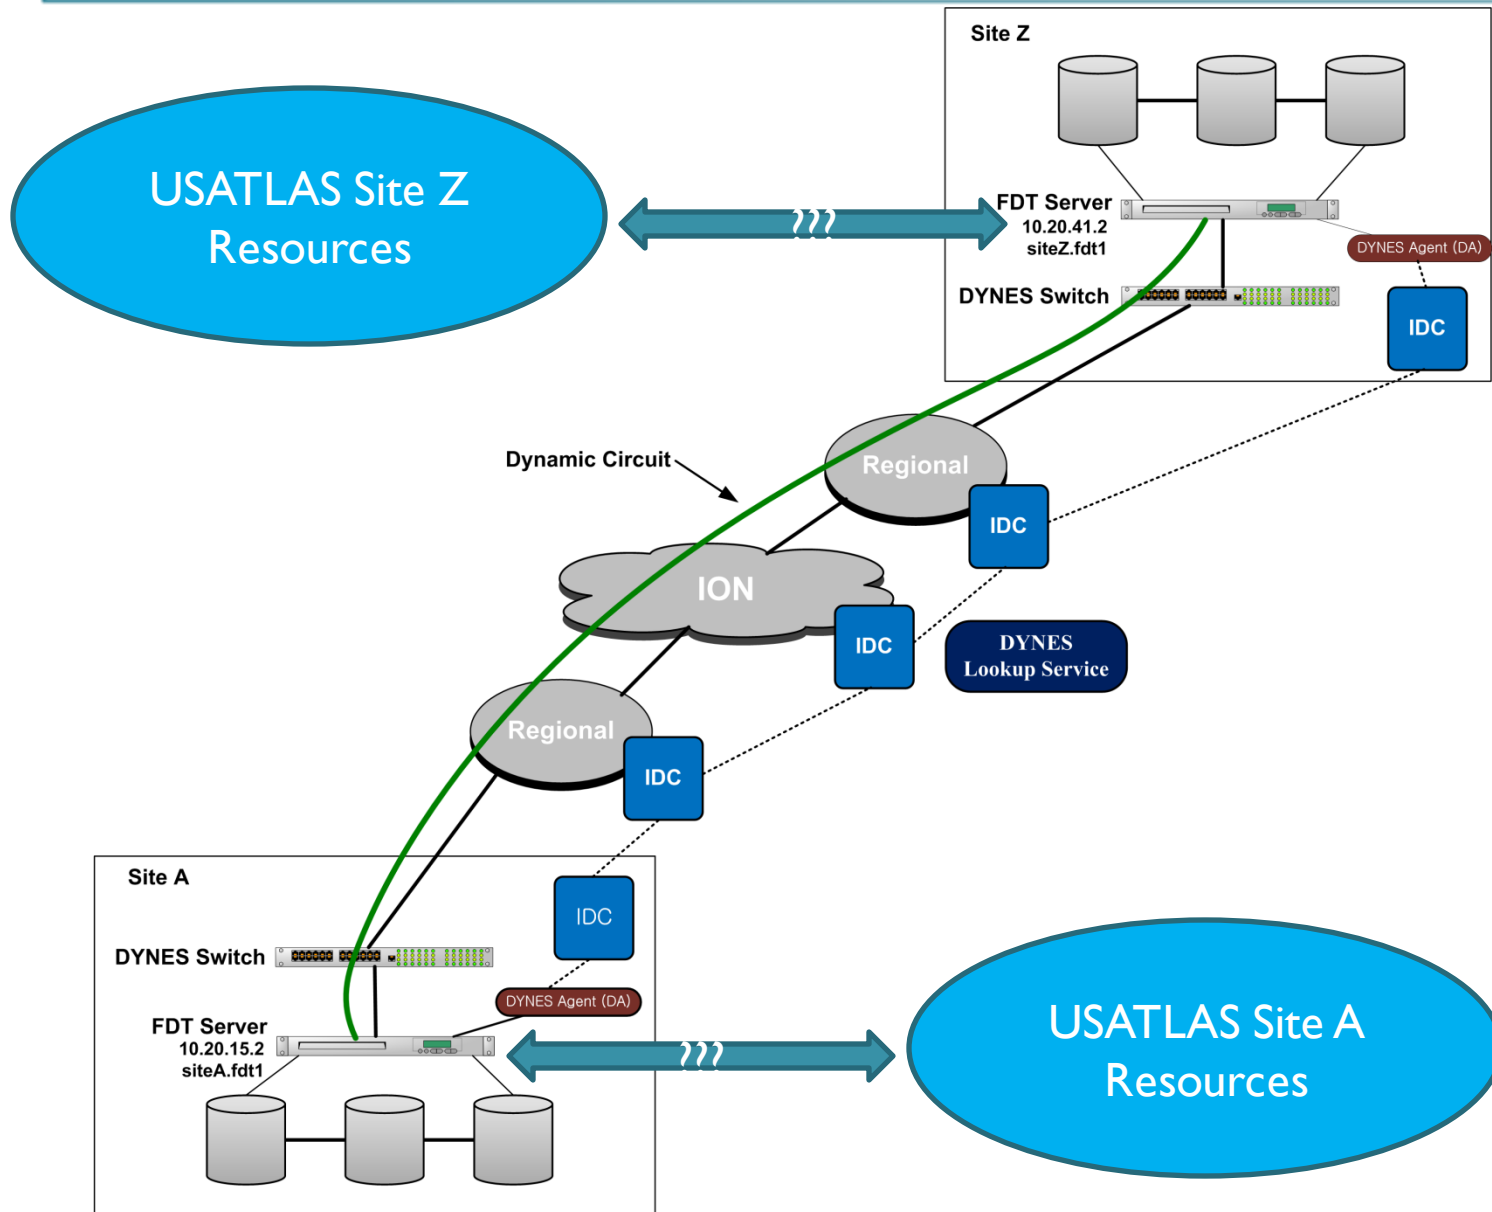 Site Z
USATLAS Site Z
Resources
???
FDT Server
10.20.41.2
siteZ.fdt1
DYNES Agent (DA)
DYNES Switch
IDC
Dynamic Circuit
Regional
IDC
ION
IDC
DYNES
Lookup Service
Regional
IDC
Site A
IDC
DYNES Switch
DYNES Agent (DA)
FDT Server
10.20.15.2
siteA.fdt1
???
USATLAS Site A
Resources